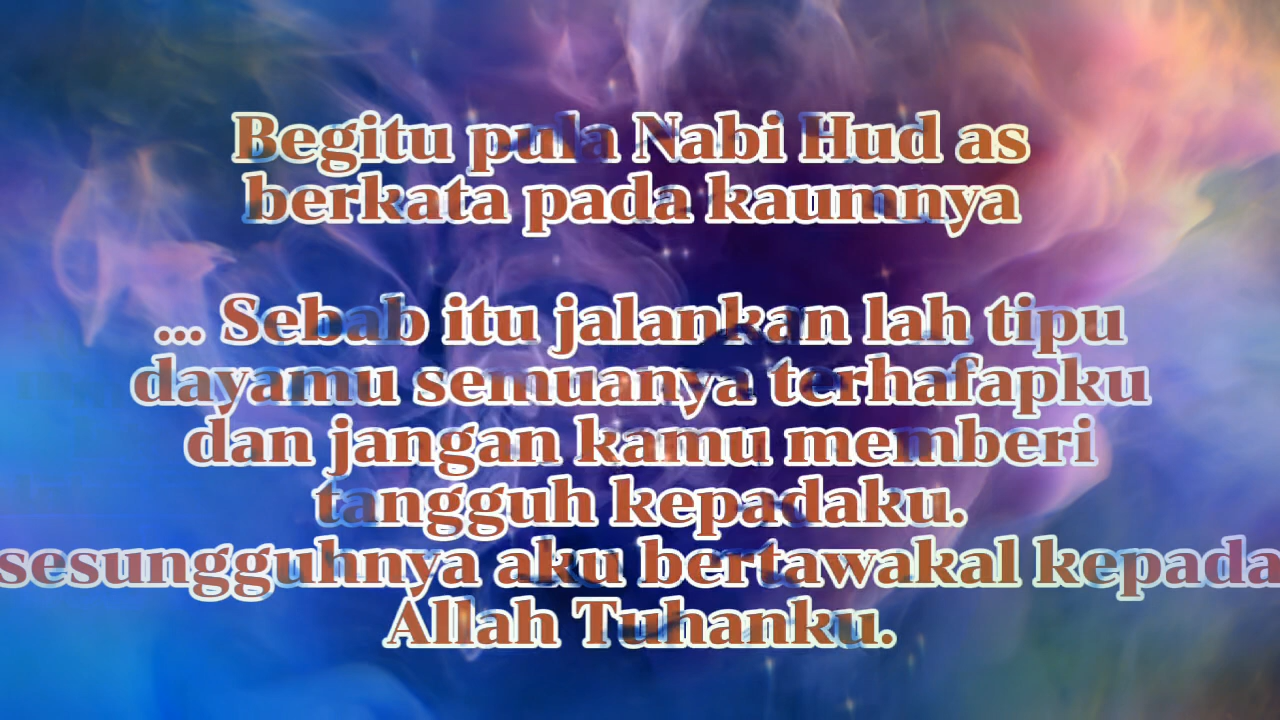 Begitu pula Nabi Hud as
berkata pada kaumnya
... Sebab itu jalankan lah tipu
dayamu semuanya terhafapku
dan jangan kamu memberi
tangguh kepadaku.
sesungguhnya aku bertawakal kepada
Allah Tuhanku.